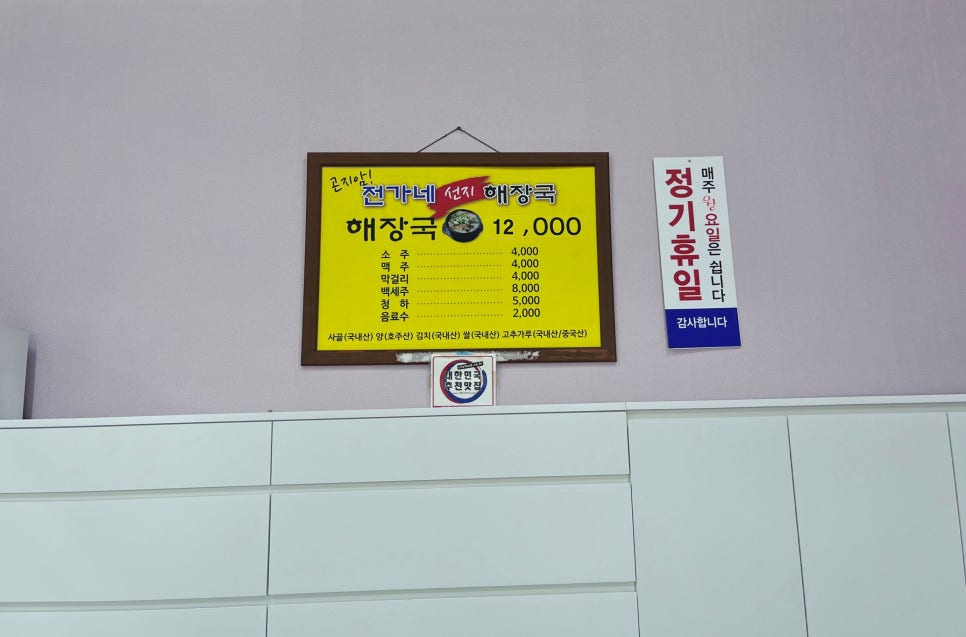 곤지암!
전가네 선지 해장국
해장국 12,000
소 주 4,000
맥 주 4,000
막걸리 4,000
백세주 8,000
청 하 5,000
음료수 2,000
사골(국내산) 양(호주산) 김치(국내산) 쌀(국내산) 고추가루(국내산/중국산)
대한민국
추천맛집
매주 월요일은 쉽니다
정기휴일
감사합니다